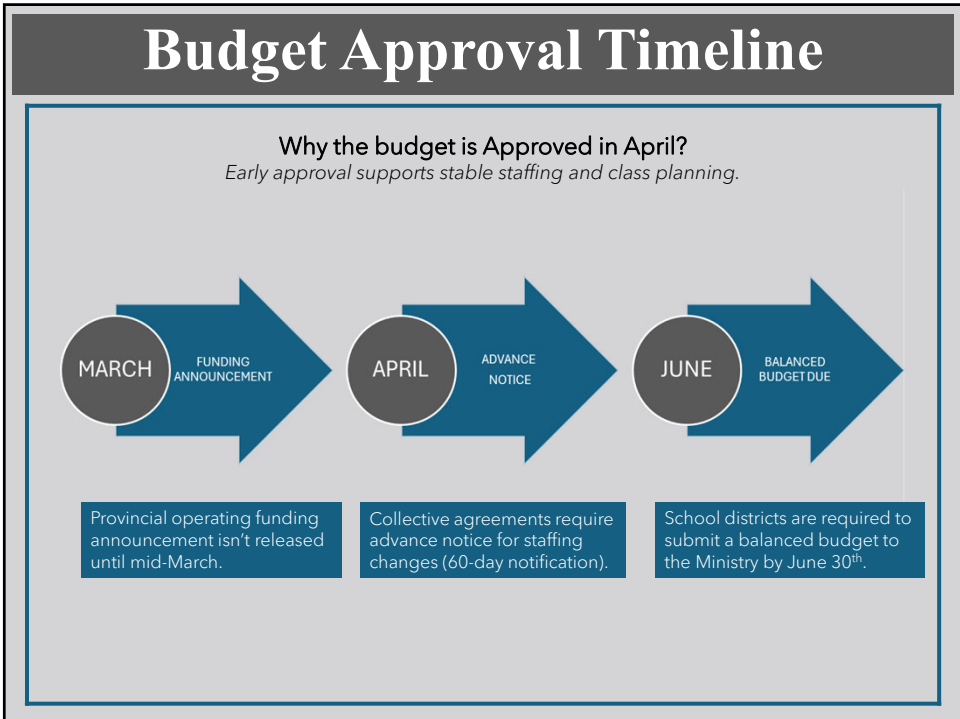 Budget Approval Timeline
Why the budget is Approved in April?
Early approval supports stable staffing and class planning.
MARCH
FUNDING
ANNOUNCEMENT
APRIL
ADVANCE
NOTICE
JUNE
BALANCED
BUDGET DUE
Provincial operating funding
announcement isn't released
until mid-March.
Collective agreements require
advance notice for staffing
changes (60-day notification).
School districts are required to
submit a balanced budget to
the Ministry by June 30th.